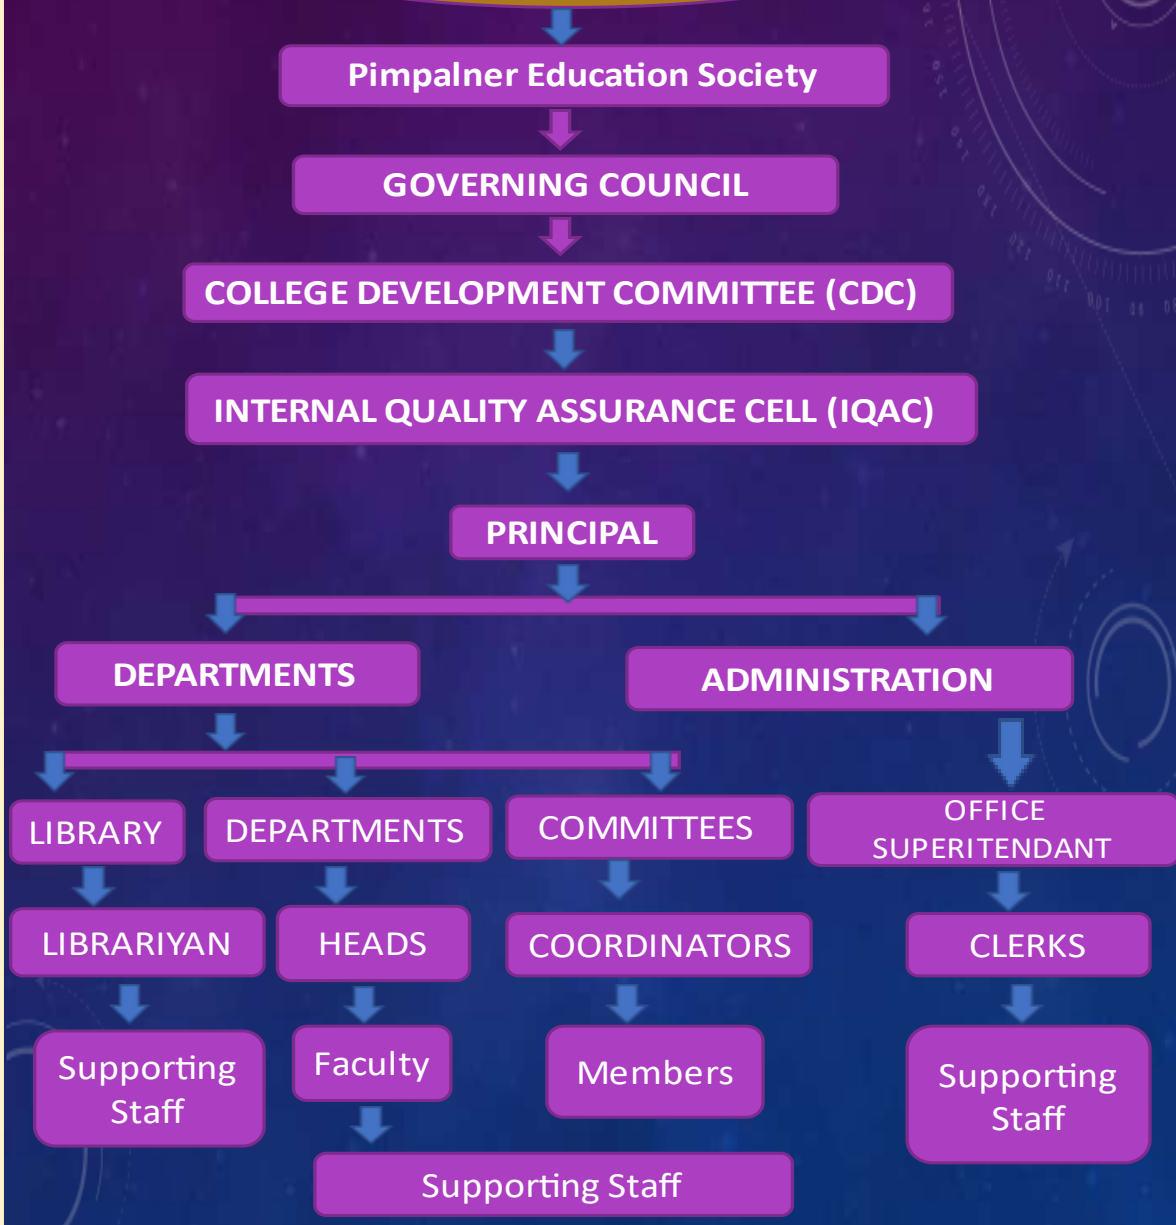 Pimpalner Education Society
GOVERNING COUNCIL
COLLEGE DEVELOPMENT COMMITTEE (CDC)
INTERNAL QUALITY ASSURANCE CELL (IQAC)
PRINCIPAL
DEPARTMENTS
ADMINISTRATION
LIBRARY
DEPARTMENTS
COMMITTEES
OFFICE
SUPERITENDANT
LIBRARIYAN
HEADS
COORDINATORS
CLERKS
Supporting
Staff
Faculty
Members
Supporting
Staff
Supporting Staff